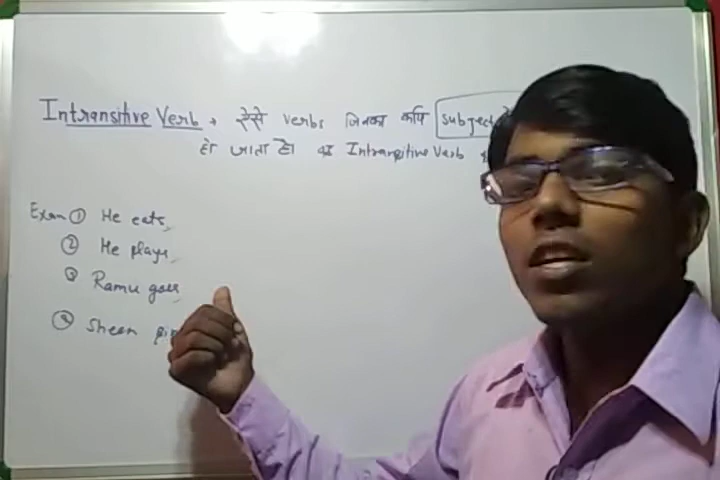 Intransitive Verb → ऐसे verbs जिनका कार्य Subject
हो जाता है। वह Intransitive Verb
Exam ① He eats,
② He plays,
③ Ramu goes
④ Sheen